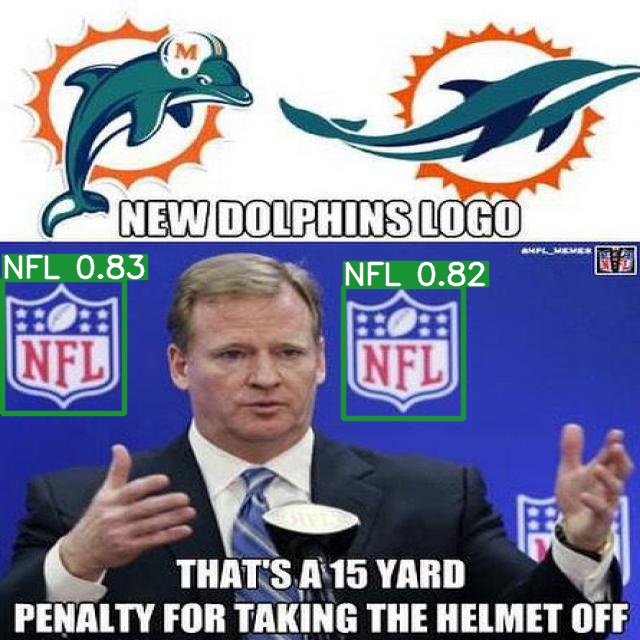 M
NEW DOLPHINS LOGO
@NFL_MEMES
NFL 0.83
NFL 0.82
NFL
NFL
THAT'S A 15 YARD
PENALTY FOR TAKING THE HELMET OFF